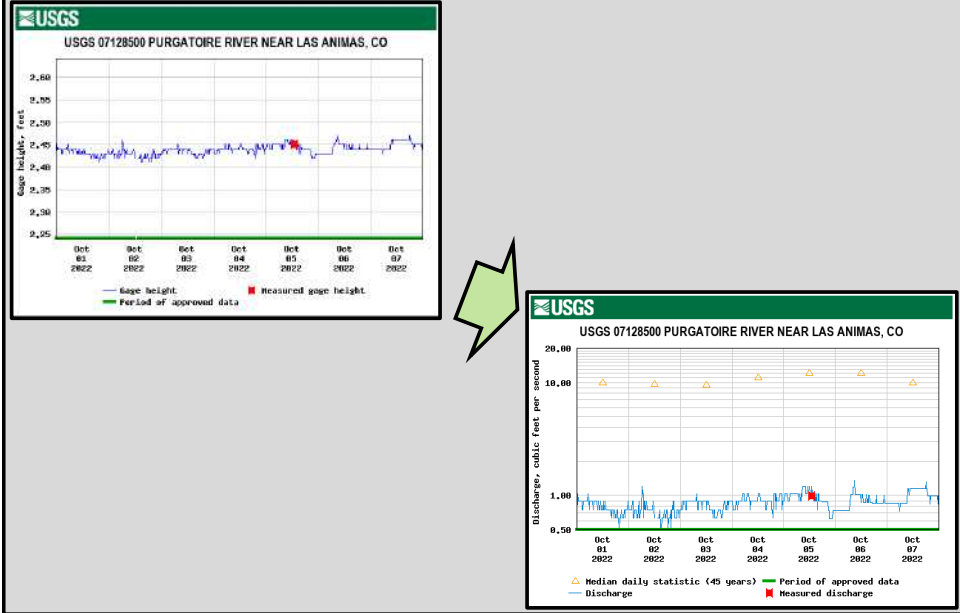 USGS
USGS 07128500 PURGATOIRE RIVER NEAR LAS ANIMAS, CO
Gage height, feet
2.60
2.55
2.50
2.45
2.40
2.35
2.30
2.25
Oct Oct Oct Oct Oct Oct Oct
01 02 03 04 05 06 07
2022 2022 2022 2022 2022 2022 2022
Gage height Measured gage height
Period of approved data
USGS
USGS 07128500 PURGATOIRE RIVER NEAR LAS ANIMAS, CO
Discharge, cubic feet per second
20.00
10.00
1.00
0.50
Oct Oct Oct Oct Oct Oct Oct
01 02 03 04 05 06 07
2022 2022 2022 2022 2022 2022 2022
Median daily statistic (45 years) Period of approved data
Discharge Measured discharge